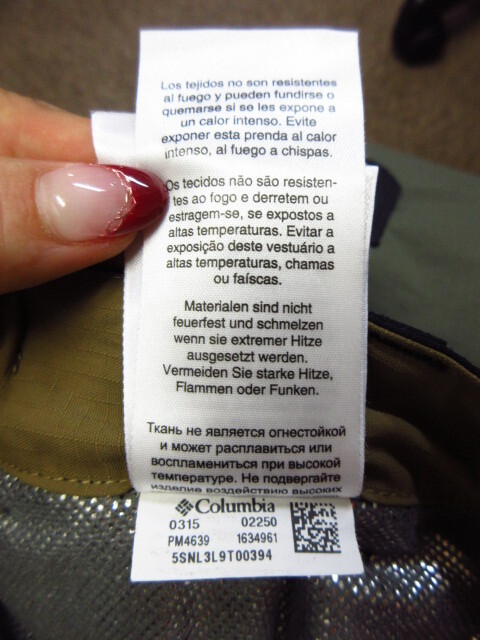 Los tejidos no son resistentes
al fuego y pueden fundirse o
quemarse si se les expone a
un calor intenso. Evite
exponer esta prenda al calor
intenso, al fuego a chispas.
Os tecidos não são resisten-
tes ao fogo e derretem ou
estragem-se, se expostos a
altas temperaturas. Evitar a
exposição deste vestuário a
altas temperaturas, chamas
ou faíscas.
Materialen sind nicht
feuerfest und schmelzen
wenn sie extremer Hitze
ausgesetzt werden.
Vermeiden Sie starke Hitze,
Flammen oder Funken.
Ткань не является огнестойкой
и может расплавиться или
воспламениться при высокой
температуре. Не подвергайте
изделие воздействию высоких
Columbia
0315 02250
PM4639 1634961
5SNL3L9T00394